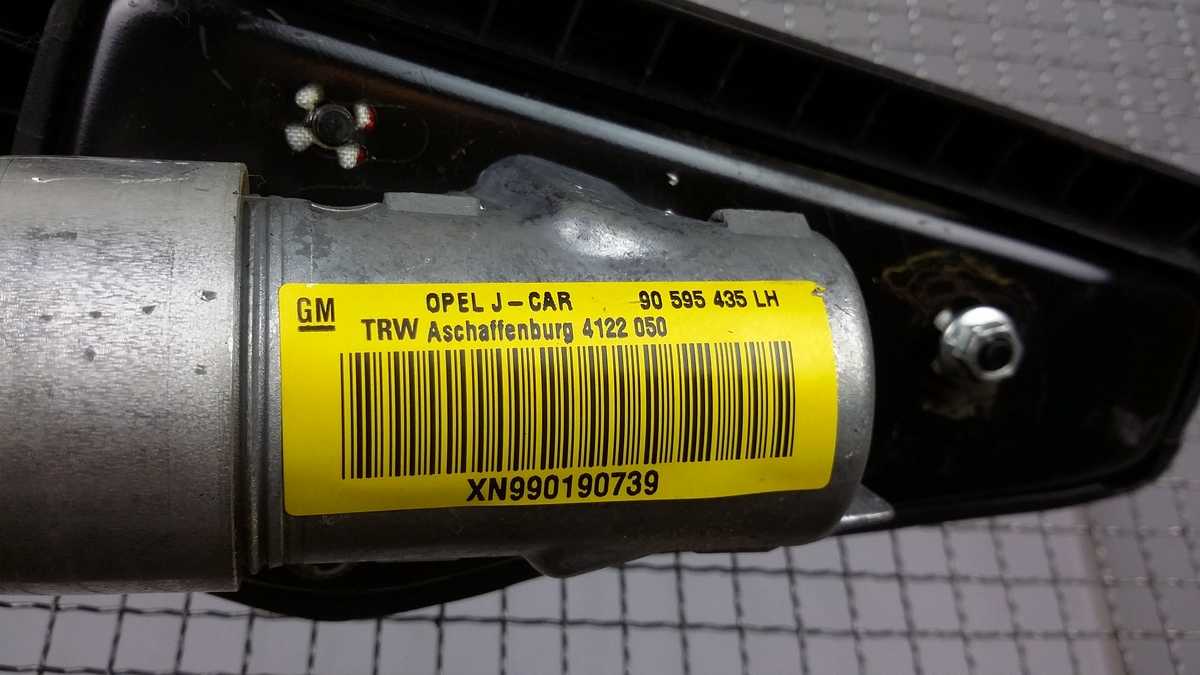 GM OPEL J-CAR 90 595 435 LH
TRW Aschaffenburg 4122 050
XN990190739